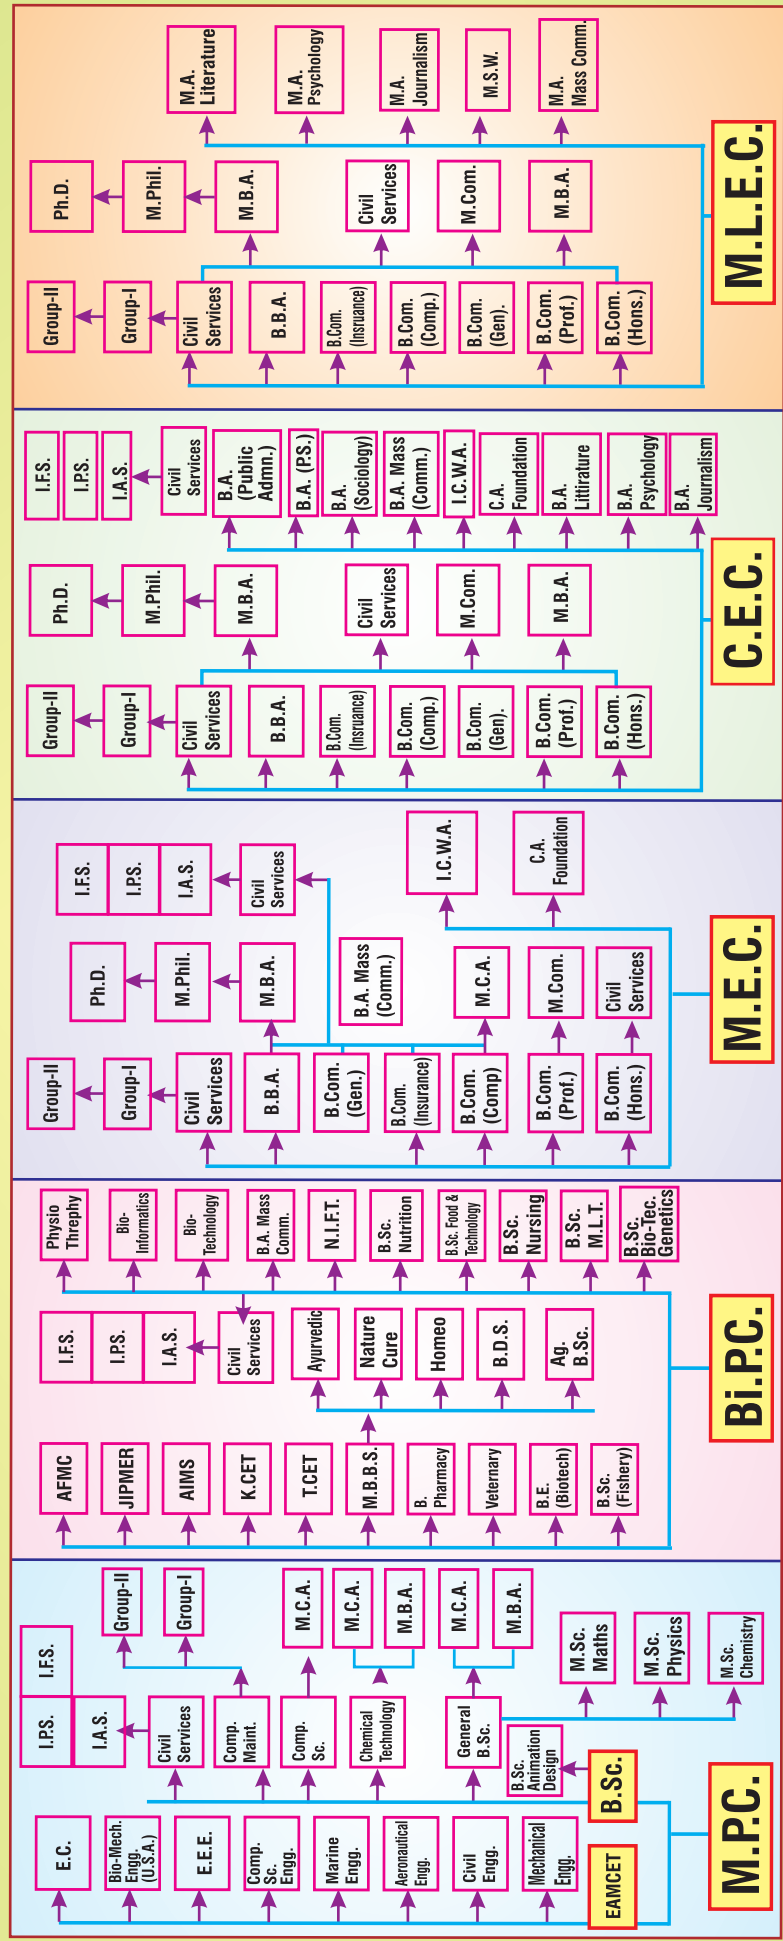 E.C.
Bio-Mech.
Engg.
(U.S.A.)
E.E.E.
Comp.
Sc.
Engg.
Marine
Engg.
Aeronautical
Engg.
Civil
Engg.
Mechanical
Engg.
EAMCET
I.P.S.
I.A.S.
Civil
Services
Comp.
Maint.
Comp.
Sc.
Chemical
Technology
General
B.Sc.
B.Sc.
Animation
Design
B.Sc.
I.F.S.
Group-II
Group-I
M.C.A.
M.C.A.
M.B.A.
M.C.A.
M.B.A.
M.Sc.
Maths
M.Sc.
Physics
M.Sc.
Chemistry
M.P.C.
AFMC
JIPMER
AIMS
K.CET
T.CET
M.B.B.S.
B.
Pharmacy
Veternary
B.E.
(Biotech)
B.Sc.
(Fishery)
I.F.S.
I.P.S.
I.A.S.
Civil
Services
Ayurvedic
Nature
Cure
Homeo
B.D.S.
Ag.
B.Sc.
Physio
Threphy
Bio-
Informatics
Bio-
Technology
B.A. Mass
Comm.
N.I.F.T.
B.Sc.
Nutrition
B.Sc. Food &
Technology
B.Sc.
Nursing
B.Sc.
M.L.T.
B.Sc.
Bio-Tec.
Genetics
Bi.P.C.
Group-II
Group-I
Civil
Services
B.B.A.
B.Com.
(Gen.)
B.Com.
(Insurance)
B.Com.
(Comp)
B.Com.
(Prof.)
B.Com.
(Hons.)
Ph.D.
M.Phil.
M.B.A.
B.A. Mass
(Comm.)
M.C.A.
M.Com.
Civil
Services
I.F.S.
I.P.S.
I.A.S.
Civil
Services
I.C.W.A.
C.A.
Foundation
M.E.C.
Group-II
Group-I
Civil
Services
B.B.A.
B.Com.
(Insruance)
B.Com.
(Comp.)
B.Com.
(Gen).
B.Com.
(Prof.)
B.Com.
(Hons.)
Ph.D.
M.Phil.
M.B.A.
Civil
Services
M.Com.
M.B.A.
I.F.S.
I.P.S.
I.A.S.
Civil
Services
B.A.
(Public
Admn.)
B.A. (P.S.)
B.A.
(Sociology)
B.A. Mass
(Comm.)
I.C.W.A.
C.A.
Foundation
B.A.
Littirature
B.A.
Psychology
B.A.
Journalism
C.E.C.
Group-II
Group-I
Civil
Services
B.B.A.
B.Com.
(Insruance)
B.Com.
(Comp.)
B.Com.
(Gen).
B.Com.
(Prof.)
B.Com.
(Hons.)
Ph.D.
M.Phil.
M.B.A.
Civil
Services
M.Com.
M.B.A.
M.A.
Literature
M.A.
Psychology
M.A.
Journalism
M.S.W.
M.A.
Mass Comm.
M.L.E.C.